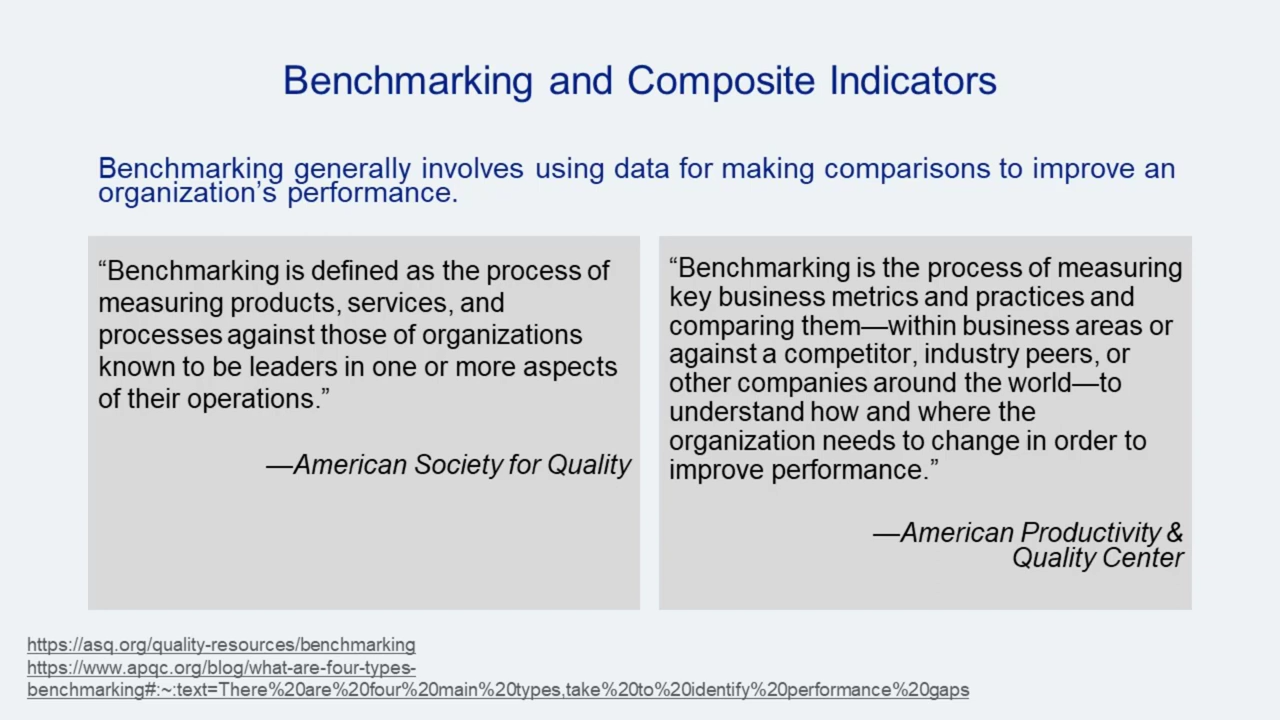 Benchmarking and Composite Indicators
Benchmarking generally involves using data for making comparisons to improve an
organization’s performance.
“Benchmarking is defined as the process of
measuring products, services, and
processes against those of organizations
known to be leaders in one or more aspects
of their operations.”
—American Society for Quality
“Benchmarking is the process of measuring
key business metrics and practices and
comparing them—within business areas or
against a competitor, industry peers, or
other companies around the world—to
understand how and where the
organization needs to change in order to
improve performance.”
—American Productivity &
Quality Center
https://asq.org/quality-resources/benchmarking
https://www.apqc.org/blog/what-are-four-types-
benchmarking#:~:text=There%20are%20four%20main%20types,take%20to%20identify%20performance%20gaps